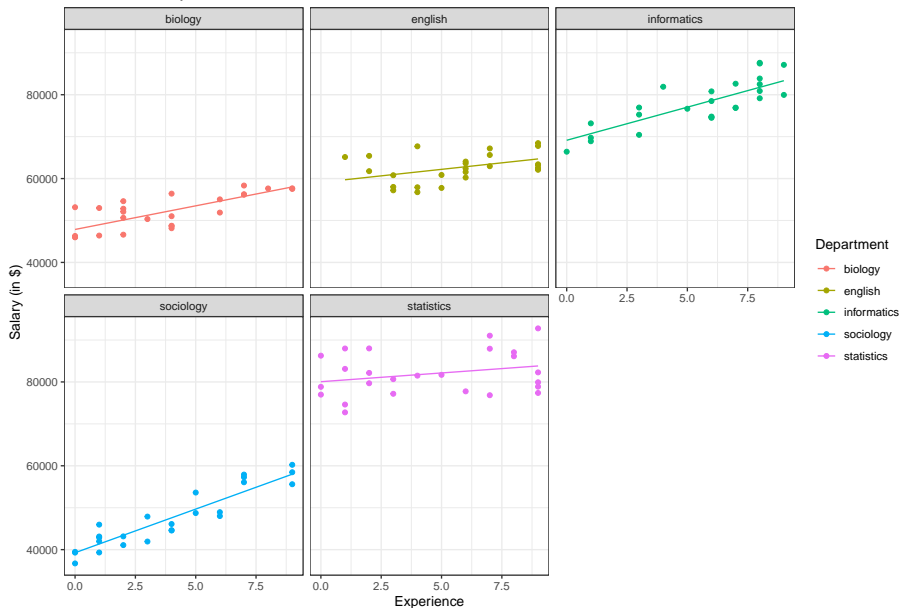 biology
english
informatics
80000
60000
40000
0.0 2.5 5.0 7.5
Salary (in $)
sociology
statistics
80000
60000
40000
0.0 2.5 5.0 7.5
0.0 2.5 5.0 7.5
Experience
Department
biology
english
informatics
sociology
statistics